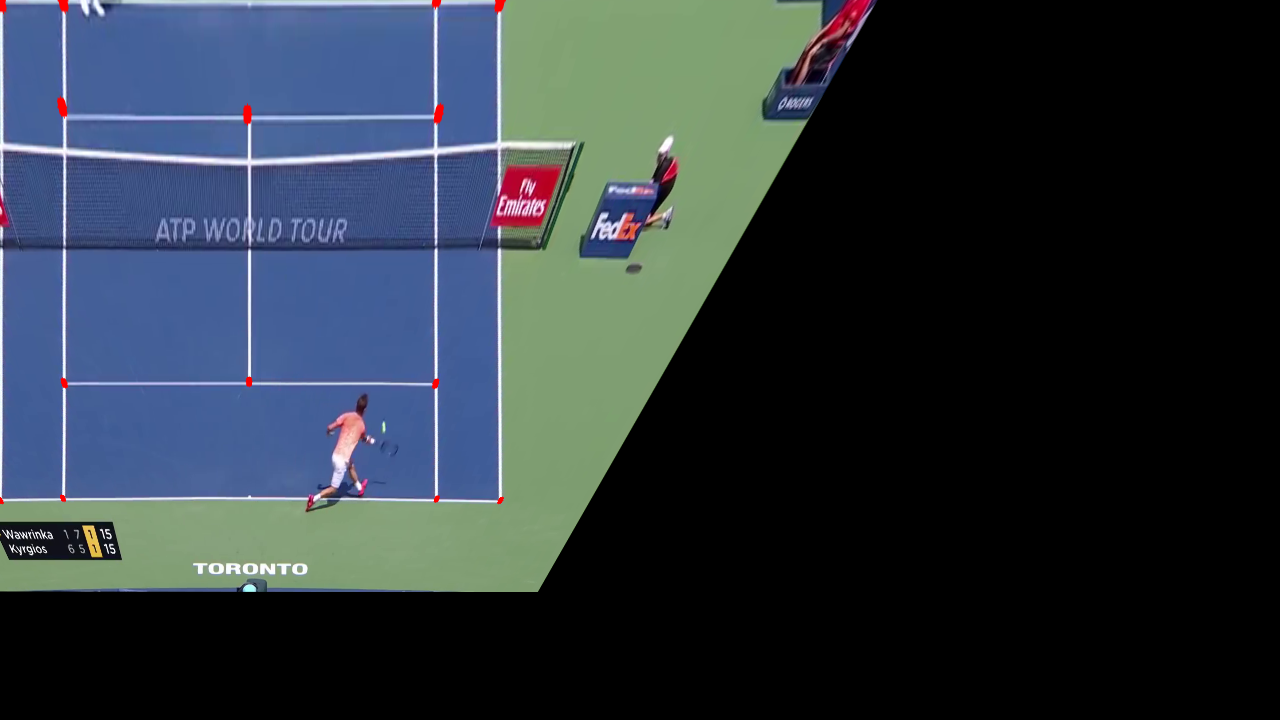 ROGERS
Fly
Emirates
FedEx
FedEx
ATP WORLD TOUR
Wawrinka 1 7 1 15
Kyrgios 6 5 1 15
TORONTO